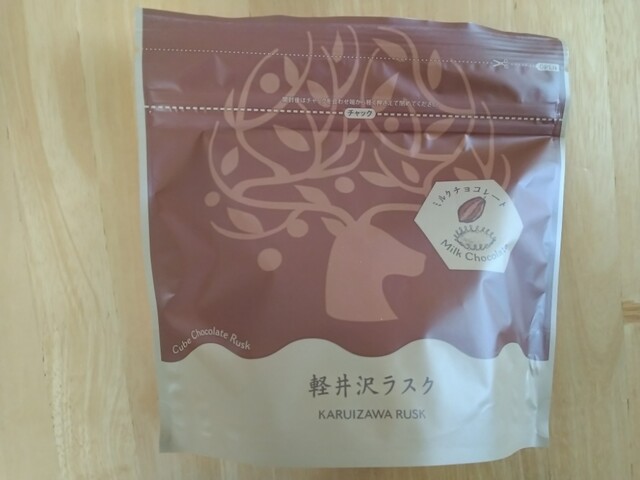 チャック
ミルクチョコレート
Milk Chocolate
Cube Chocolate Rusk
軽井沢ラスク
KARUIZAWA RUSK